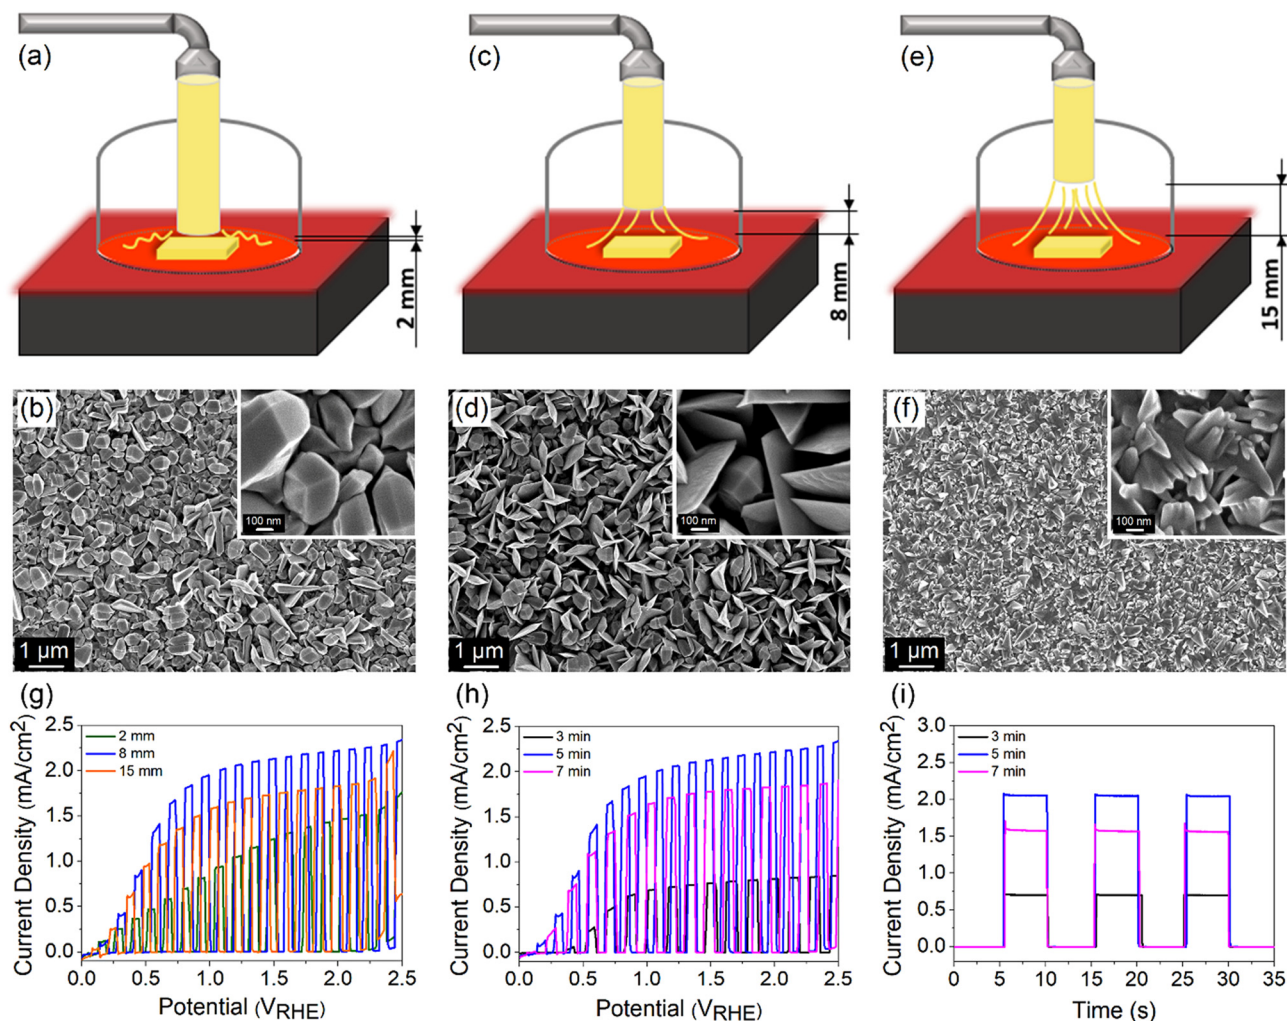 (a)
2 mm
(c)
8 mm
(e)
15 mm
(b)
100 nm
1 µm
(d)
100 nm
1 µm
(f)
100 nm
1 µm
(g)
2.5
2.0
1.5
1.0
0.5
0.0
Current Density (mA/cm²)
2 mm
8 mm
15 mm
0.0 0.5 1.0 1.5 2.0 2.5
Potential (VRHE)
(h)
2.5
2.0
1.5
1.0
0.5
0.0
Current Density (mA/cm²)
3 min
5 min
7 min
0.0 0.5 1.0 1.5 2.0 2.5
Potential (VRHE)
(i)
3.0
2.5
2.0
1.5
1.0
0.5
0.0
Current Density (mA/cm²)
3 min
5 min
7 min
0 5 10 15 20 25 30 35
Time (s)